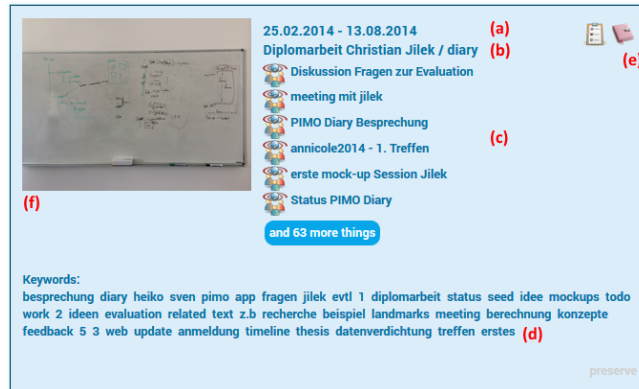 25.02.2014 - 13.08.2014 (a)
Diplomarbeit Christian Jilek / diary (b)
(e)
Diskussion Fragen zur Evaluation
meeting mit jilek
PIMO Diary Besprechung
(c)
annicole2014 - 1. Treffen
erste mock-up Session Jilek
Status PIMO Diary
(f)
and 63 more things
Keywords:
besprechung diary heiko sven pimo app fragen jilek evtl 1 diplomarbeit status seed idee mockups todo
work 2 ideen evaluation related text z.b recherche beispiel landmarks meeting berechnung konzepte
feedback 5 3 web update anmeldung timeline thesis datenverdichtung treffen erstes (d)
preserve